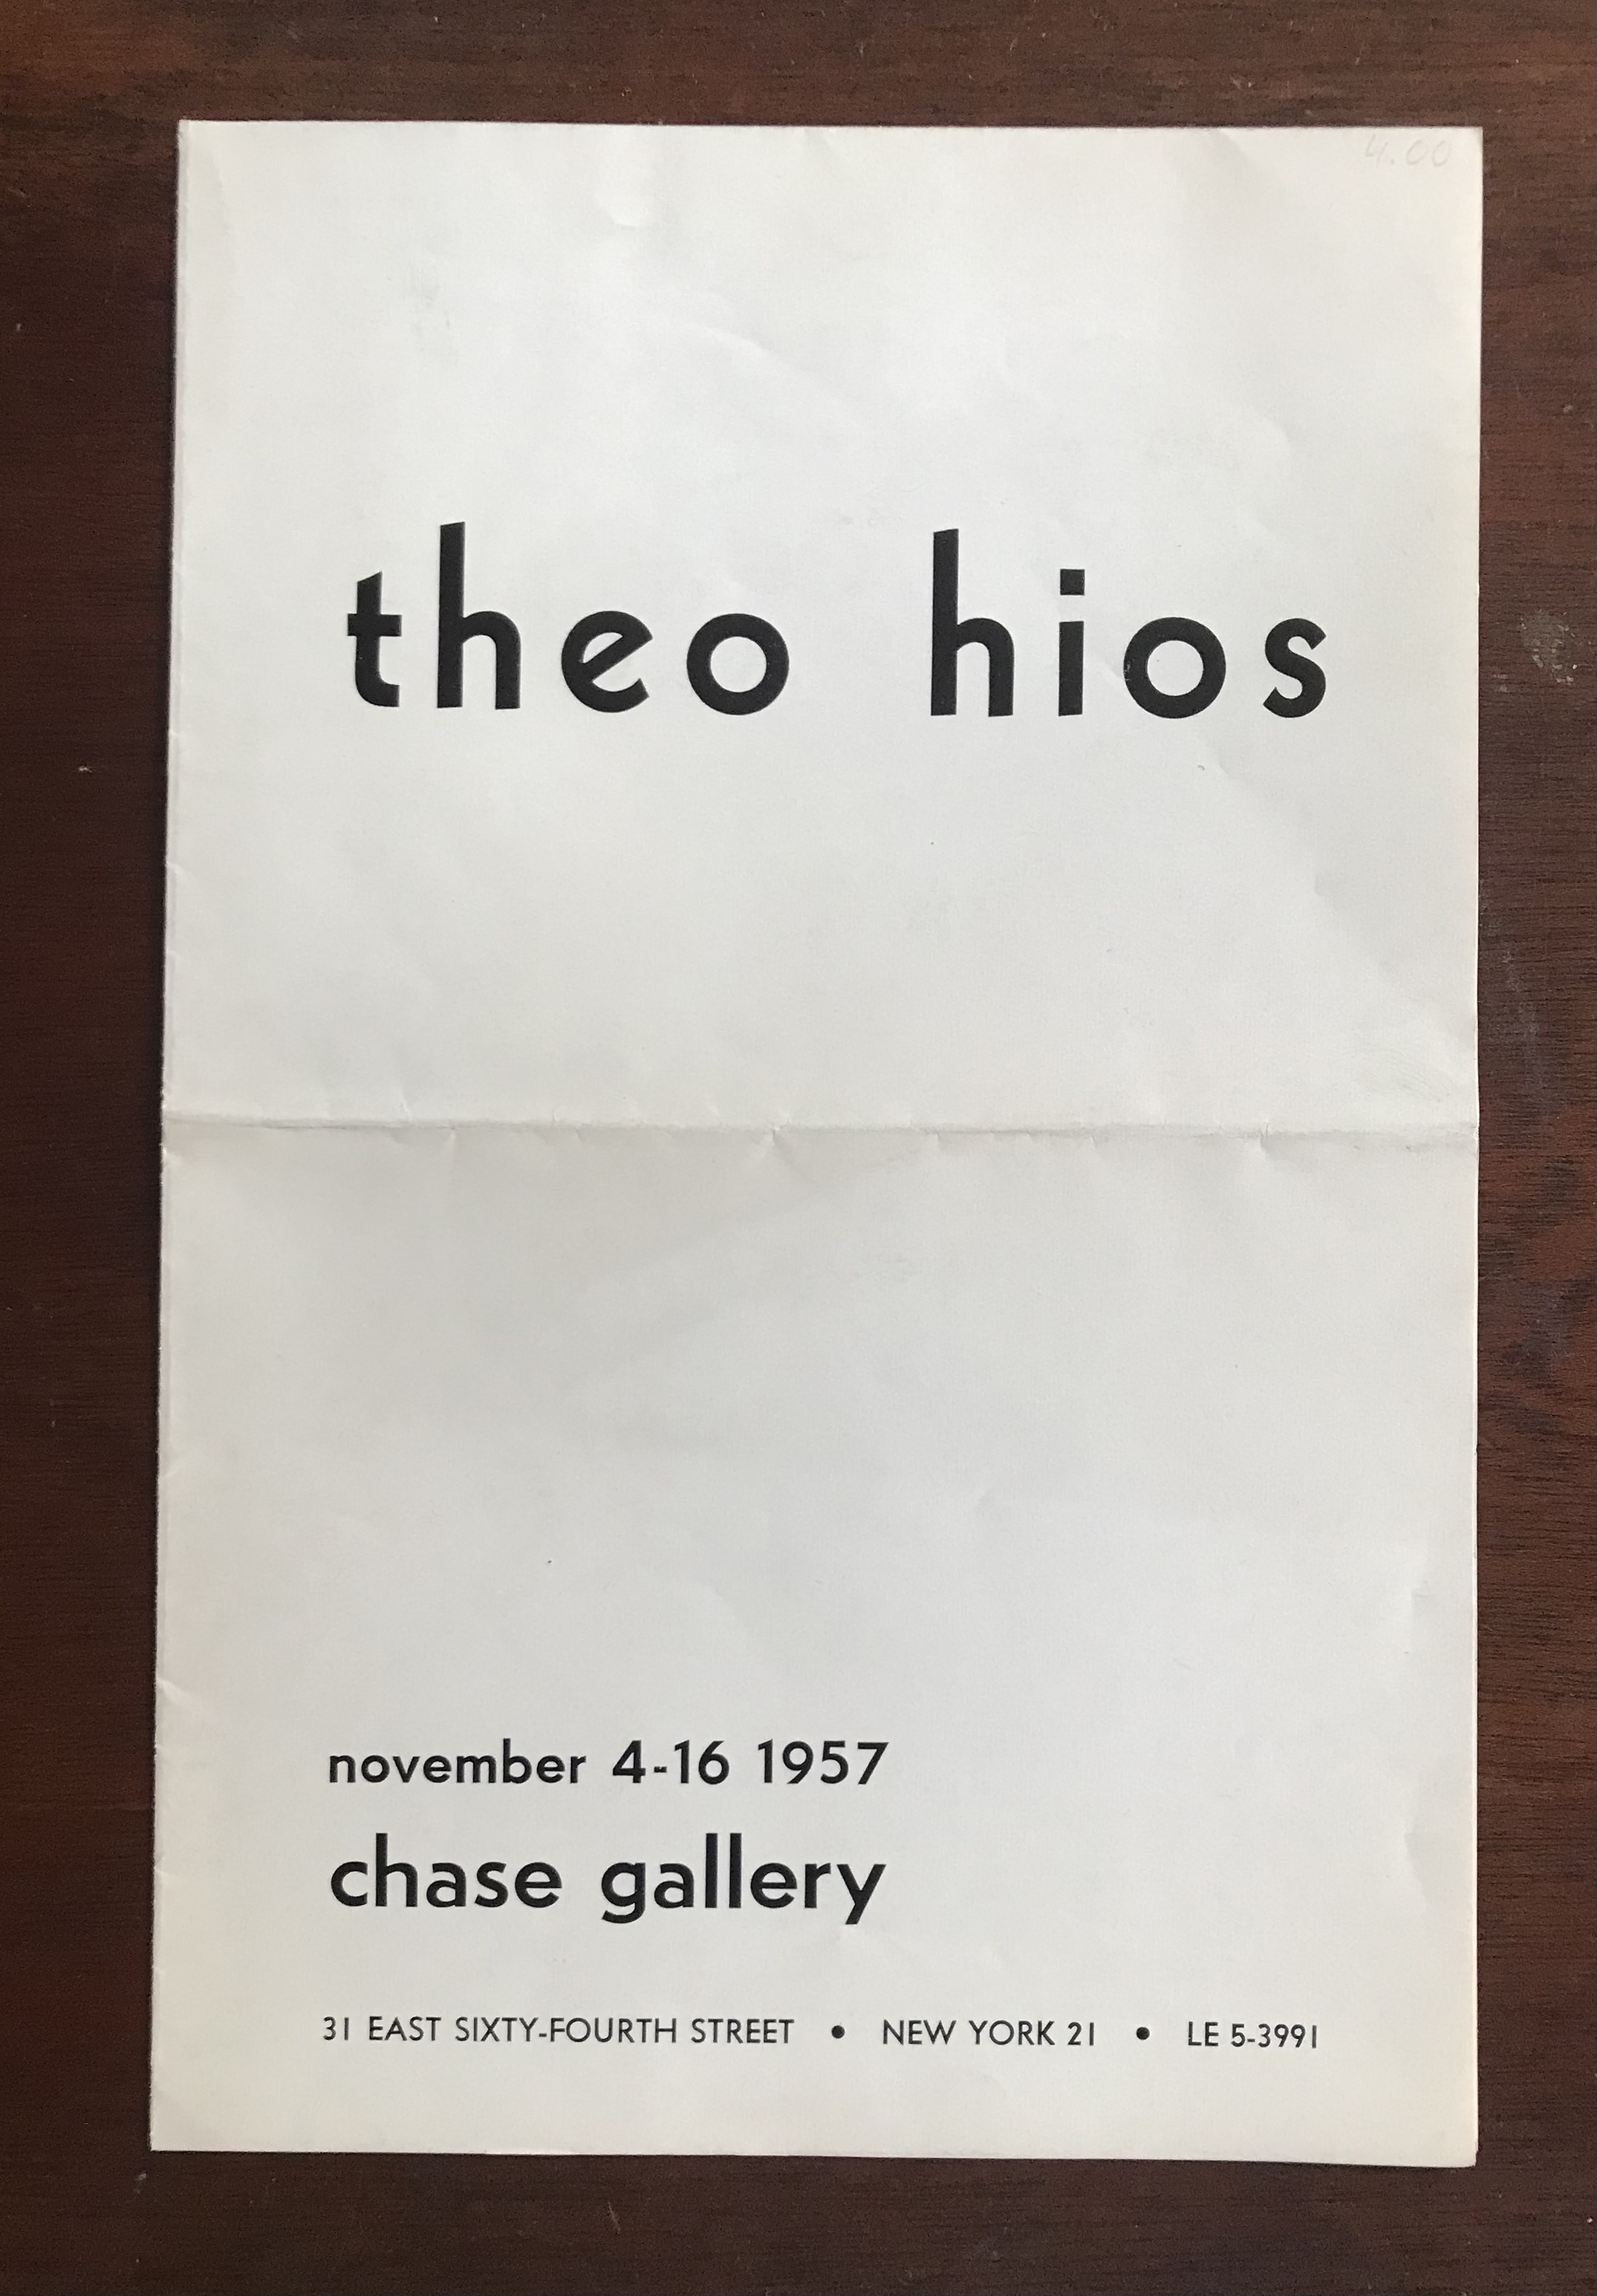 4.00
theo hios
november 4-16 1957
chase gallery
31 EAST SIXTY-FOURTH STREET • NEW YORK 21 • LE 5-3991